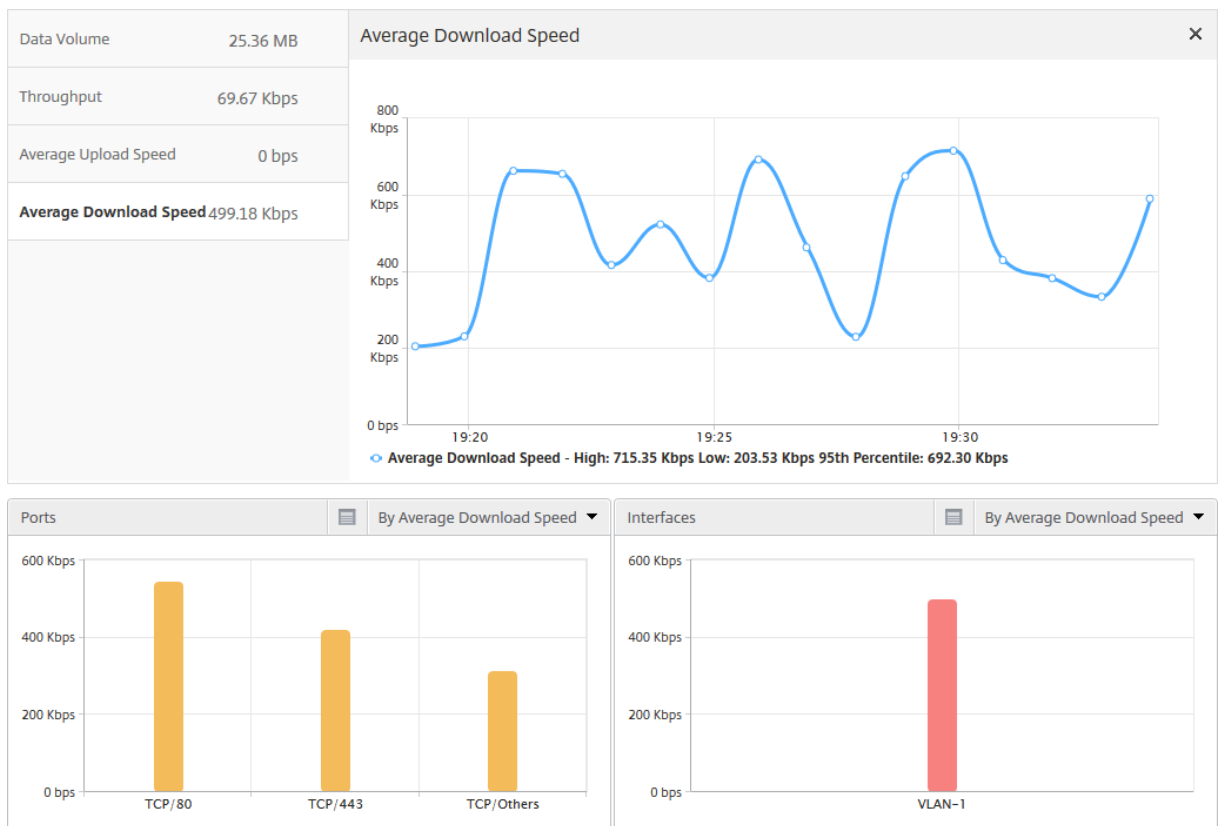 Data Volume 25.36 MB
Throughput 69.67 Kbps
Average Upload Speed 0 bps
Average Download Speed 499.18 Kbps
Average Download Speed
800
Kbps
600
Kbps
400
Kbps
200
Kbps
0 bps
19:20 19:25 19:30
Average Download Speed - High: 715.35 Kbps Low: 203.53 Kbps 95th Percentile: 692.30 Kbps
Ports By Average Download Speed
600 Kbps
400 Kbps
200 Kbps
0 bps
TCP/80 TCP/443 TCP/Others
Interfaces By Average Download Speed
600 Kbps
400 Kbps
200 Kbps
0 bps
VLAN-1